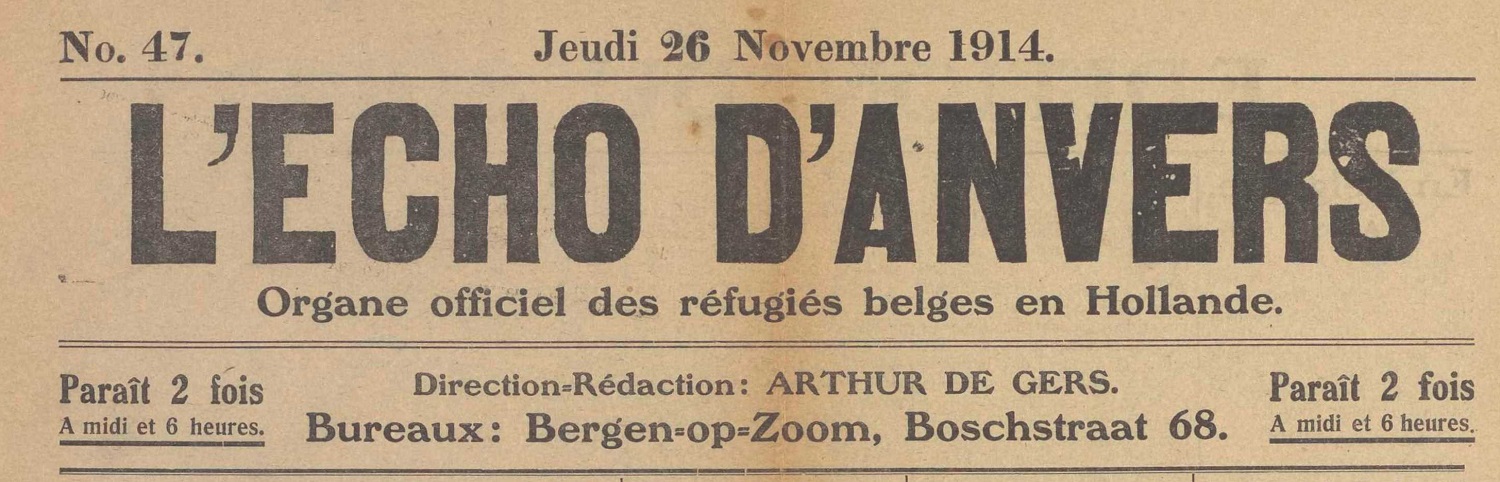 No. 47. Jeudi 26 Novembre 1914.
L'ECHO D'ANVERS
Organe officiel des réfugiés belges en Hollande.
Paraît 2 fois
A midi et 6 heures.
Direction=Rédaction: ARTHUR DE GERS.
Bureaux: Bergen=op=Zoom, Boschstraat 68.
Paraît 2 fois
A midi et 6 heures.